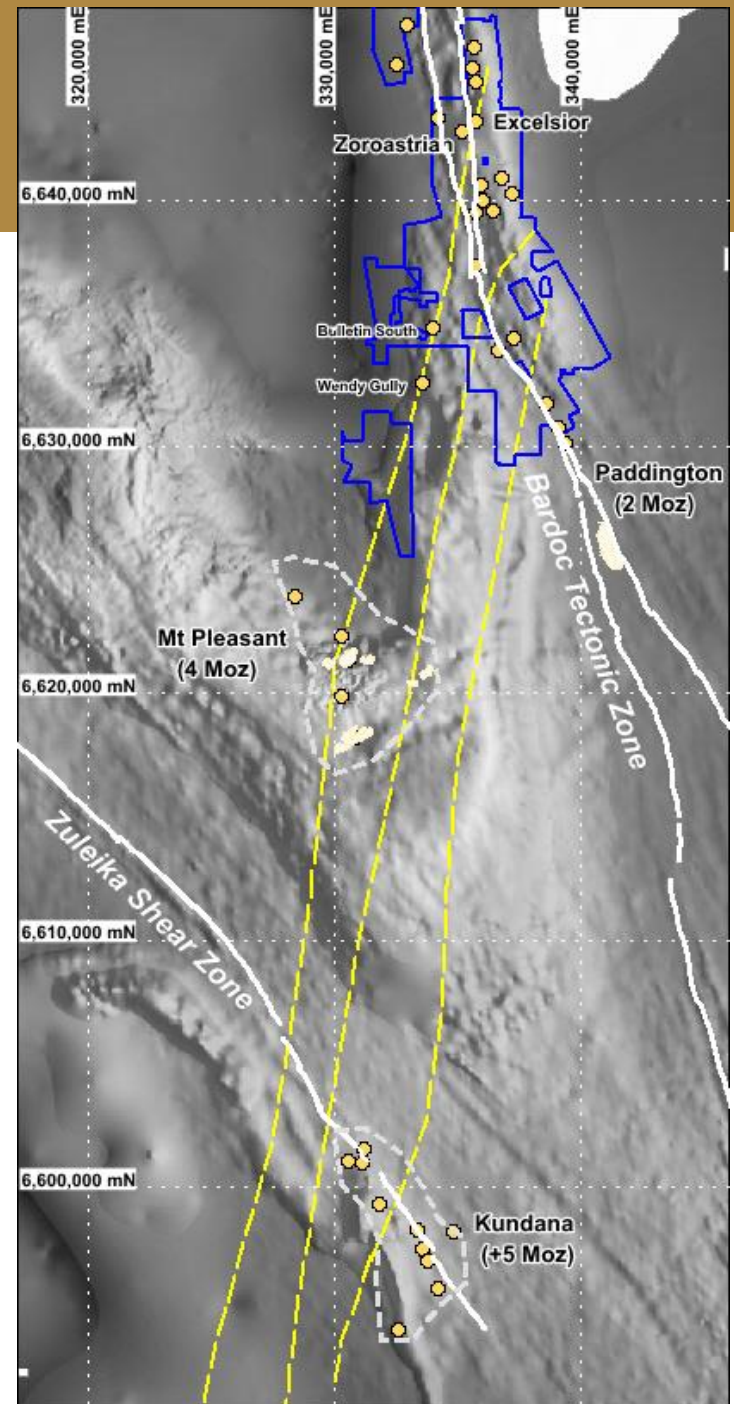 320,000 mE
330,000 mE
340,000 mE
Excelsior
Zoroastrian
6,640,000 mN
Bulletin South
Wendy Gully
6,630,000 mN
Paddington
(2 Moz)
Bardoc Tectonic Zone
Mt Pleasant
(4 Moz)
6,620,000 mN
Zuleika Shear Zone
6,610,000 mN
6,600,000 mN
Kundana
(+5 Moz)